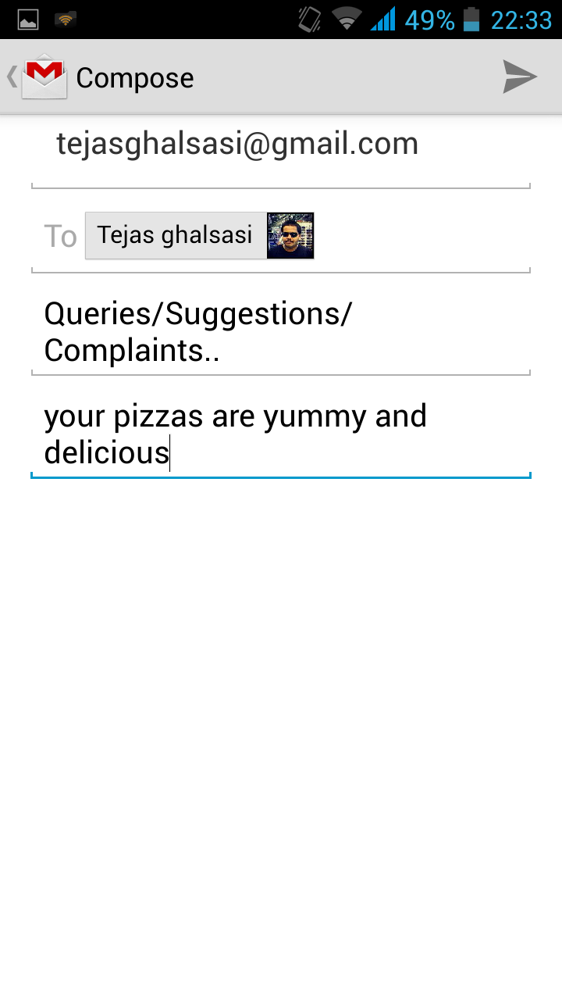 49% 22:33
Compose
tejasghalsasi@gmail.com
To Tejas ghalsasi
Queries/Suggestions/
Complaints..
your pizzas are yummy and
delicious